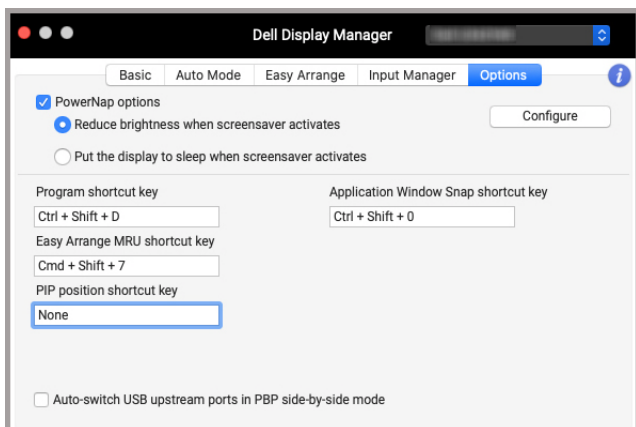 Dell Display Manager
Basic Auto Mode Easy Arrange Input Manager Options i
PowerNap options
Configure
Reduce brightness when screensaver activates
Put the display to sleep when screensaver activates
Program shortcut key
Application Window Snap shortcut key
Ctrl + Shift + D
Ctrl + Shift + 0
Easy Arrange MRU shortcut key
Cmd + Shift + 7
PIP position shortcut key
None
Auto-switch USB upstream ports in PBP side-by-side mode